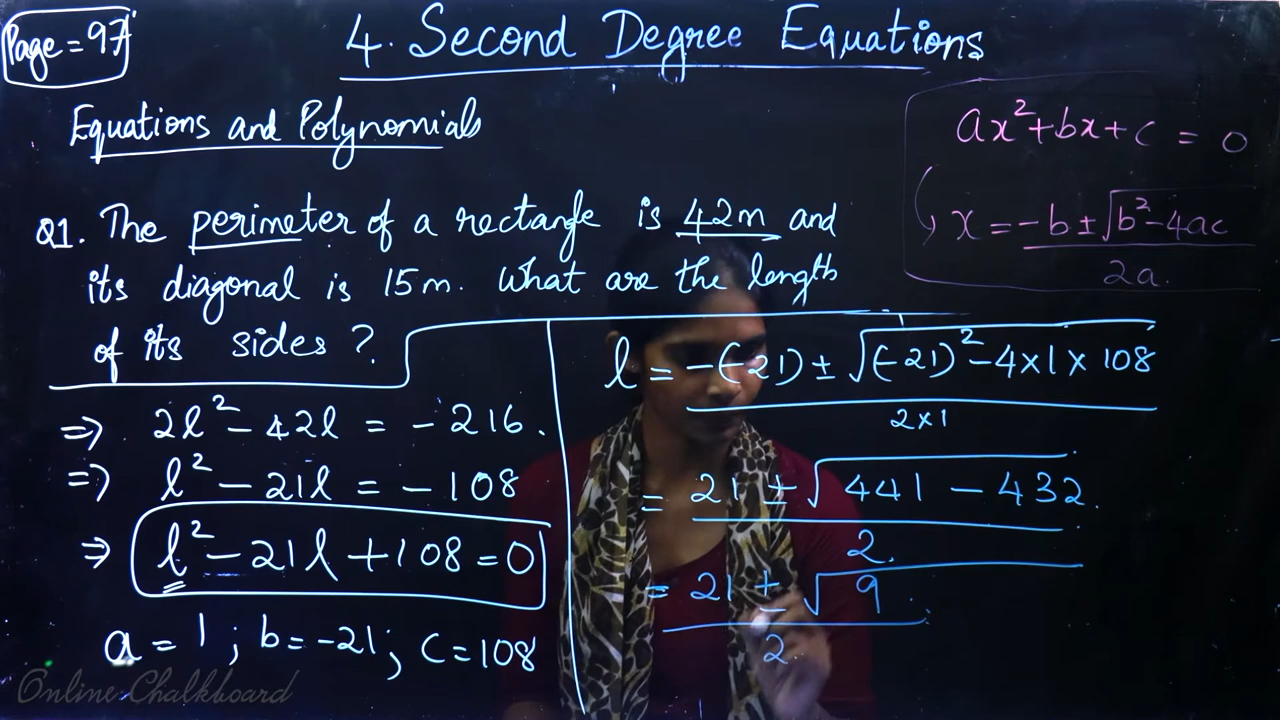 Page = 97
4. Second Degree Equations
Equations and Polynomials
ax²+bx+c = 0
x = (-b ± √(b²-4ac)) / 2a.
Q1. The perimeter of a rectangle is 42m and
its diagonal is 15m. What are the length
of its sides?
⇒ 2l² - 42l = -216.
⇒ l² - 21l = -108
⇒ l² - 21l + 108 = 0
a = 1 ; b = -21 ; c = 108
l = (-(-21) ± √((-21)² - 4×1×108)) / 2×1
= (21 ± √(441 - 432)) / 2.
= (21 ± √9) / 2
Online Chalkboard